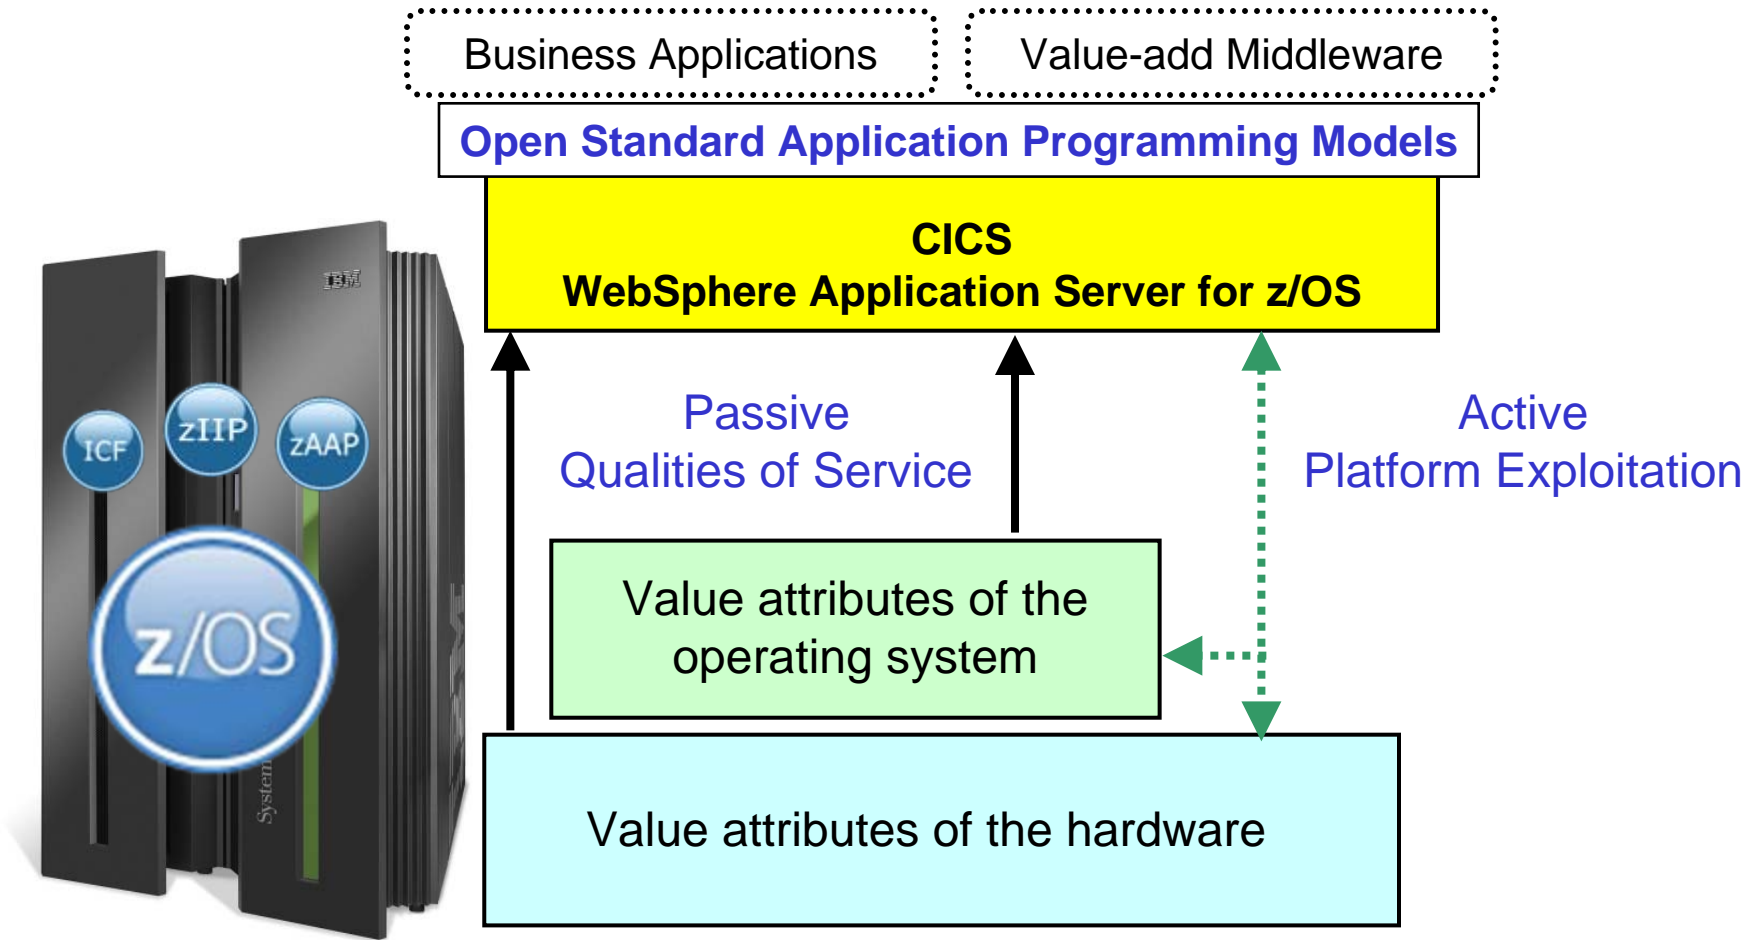 Business Applications
Value-add Middleware
Open Standard Application Programming Models
CICS
WebSphere Application Server for z/OS
IBM
Passive
Qualities of Service
Active
Platform Exploitation
ICF
zIIP
zAAP
z/OS
Value attributes of the
operating system
System
Value attributes of the hardware